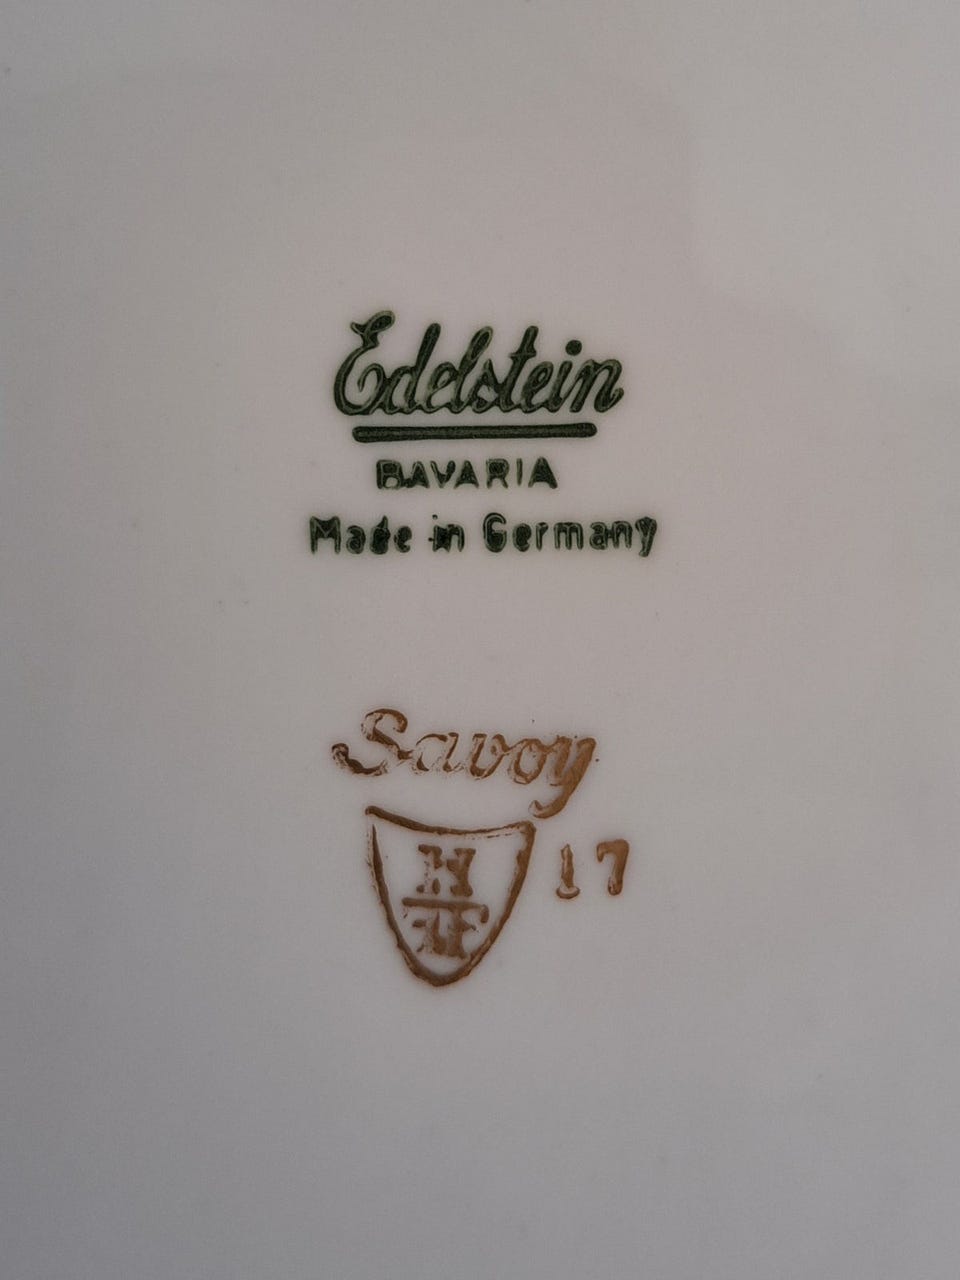 Edelstein
BAVARIA
Made in Germany
Savoy
H
17